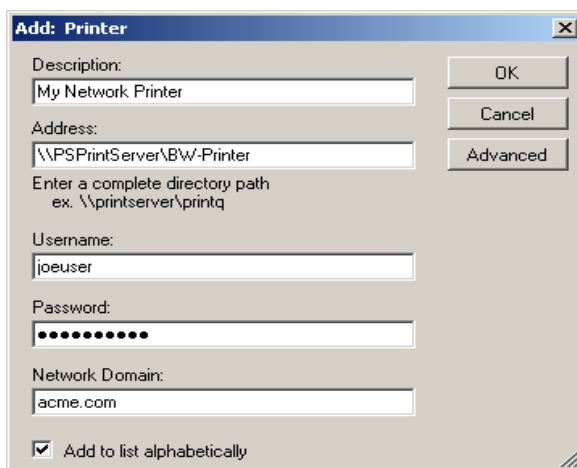 Add: Printer
Description:
My Network Printer
Address:
\\PSPrintServer\BW-Printer
Enter a complete directory path
ex. \\printserver\printq
Username:
joeuser
Password:
●●●●●●●●●●
Network Domain:
acme.com
Add to list alphabetically
OK
Cancel
Advanced